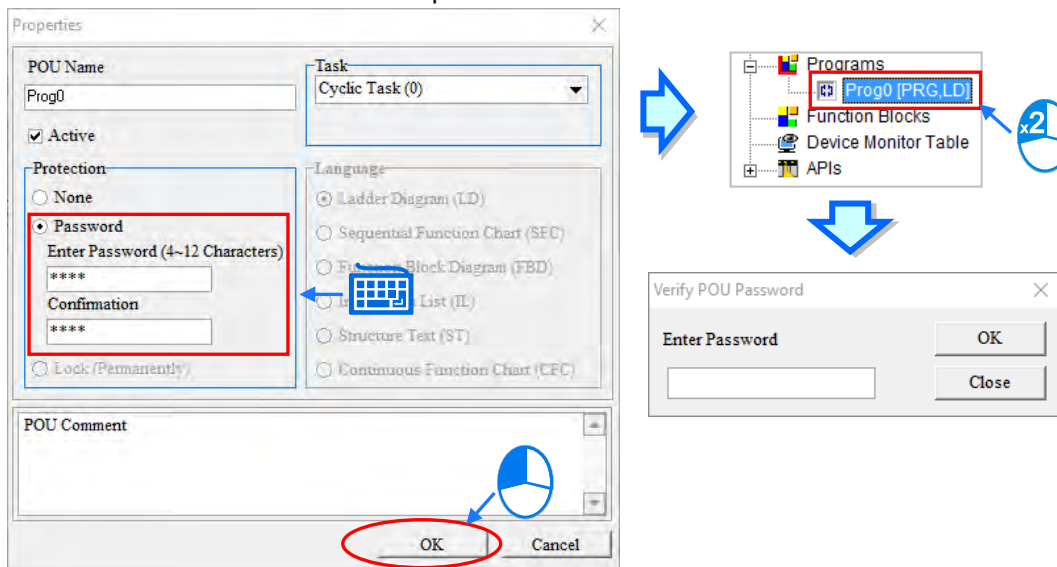 Properties
POU Name
Prog0
Active
Task
Cyclic Task (0)
Protection
None
Password
Enter Password (4~12 Characters)
****
Confirmation
****
Lock (Permanently)
Language
Ladder Diagram (LD)
Sequential Function Chart (SFC)
Block Diagram (FBD)
List (IL)
Structure Text (ST)
Continuous Function Chart (CFC)
POU Comment
OK
Cancel
Programs
Prog0 [PRG,LD]
Function Blocks
Device Monitor Table
APIs
x2
Verify POU Password
Enter Password
OK
Close